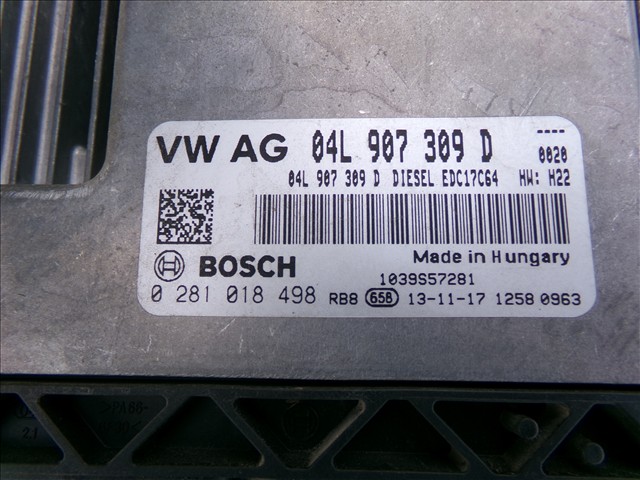 VW AG 04L 907 309 D ----
0020
04L 907 309 D DIESEL EDC17C64 HW: H22
Made in Hungary
BOSCH 1039S57281
0 281 018 498 RB8 658 13-11-17 1258 0963
21